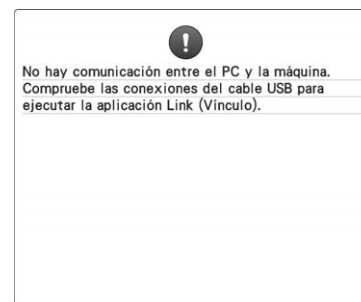 No hay comunicación entre el PC y la máquina.
Compruebe las conexiones del cable USB para
ejecutar la aplicación Link (Vínculo).